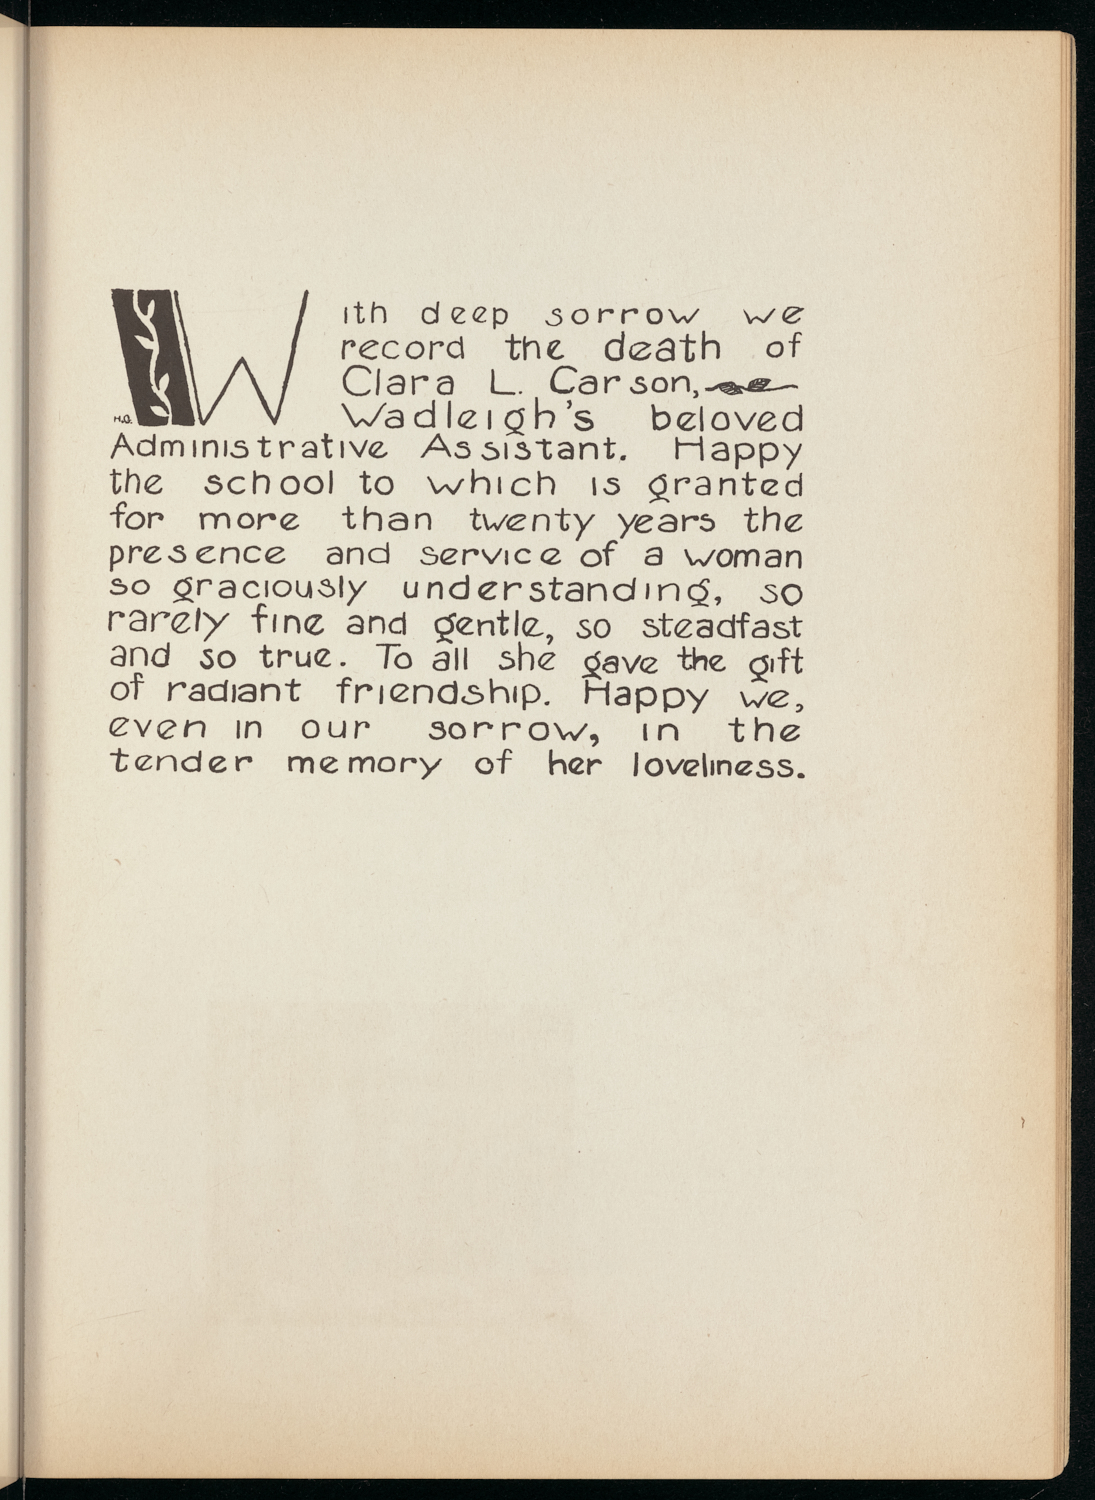 With deep sorrow we
record the death of
Clara L. Carson,
Wadleigh's beloved
H.G.
Administrative Assistant. Happy
the school to which is granted
for more than twenty years the
presence and service of a woman
so graciously understanding, so
rarely fine and gentle, so steadfast
and so true. To all she gave the gift
of radiant friendship. Happy we,
even in our sorrow, in the
tender memory of her loveliness.